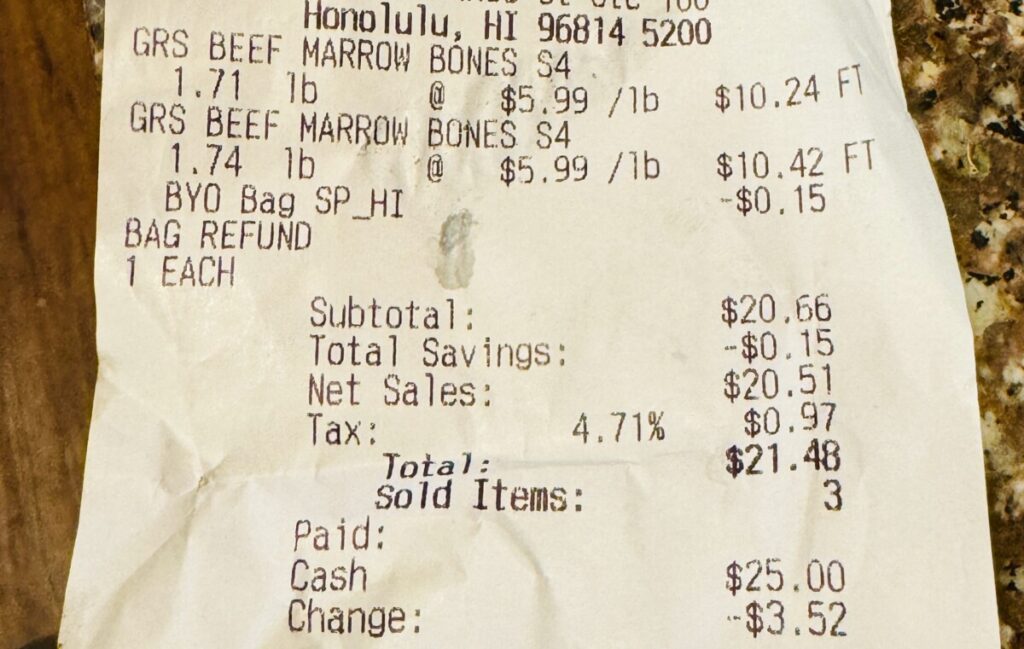 Honolulu, HI 96814 5200
GRS BEEF MARROW BONES S4
1.71 lb @ $5.99 /lb $10.24 FT
GRS BEEF MARROW BONES S4
1.74 lb @ $5.99 /lb $10.42 FT
BYO Bag SP_HI -$0.15
BAG REFUND
1 EACH
Subtotal: $20.66
Total Savings: -$0.15
Net Sales: $20.51
Tax: 4.71% $0.97
Total: $21.48
Sold Items: 3
Paid:
Cash $25.00
Change: -$3.52